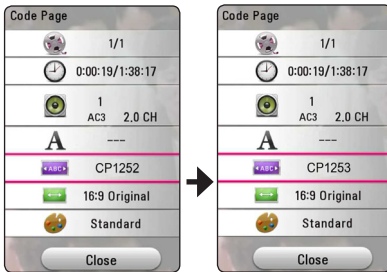 Code Page
1/1
0:00:19/1:38:17
1
AC3 2.0 CH
A ---
ABC CP1252
16:9 Original
Standard
Close
Code Page
1/1
0:00:19/1:38:17
1
AC3 2.0 CH
A ---
ABC CP1253
16:9 Original
Standard
Close